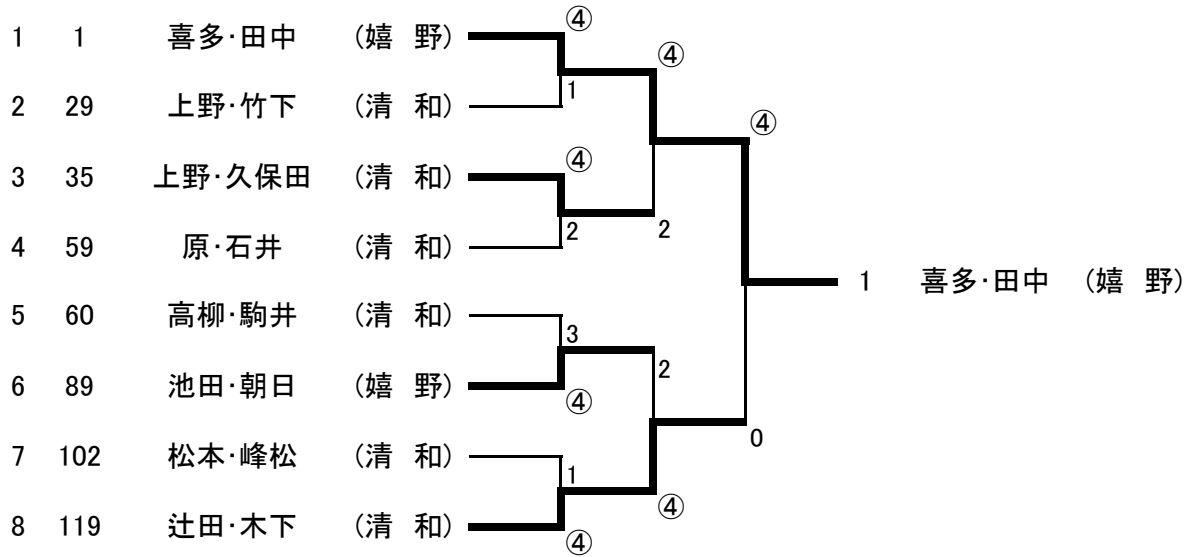 ④
1 1 喜多・田中 (嬉 野)
④
1
2 29 上野・竹下 (清 和)
④
④
3 35 上野・久保田 (清 和)
2 2
4 59 原・石井 (清 和)
1 喜多・田中 (嬉 野)
5 60 高柳・駒井 (清 和)
3
2
6 89 池田・朝日 (嬉 野)
④
0
7 102 松本・峰松 (清 和)
1
④
8 119 辻田・木下 (清 和)
④